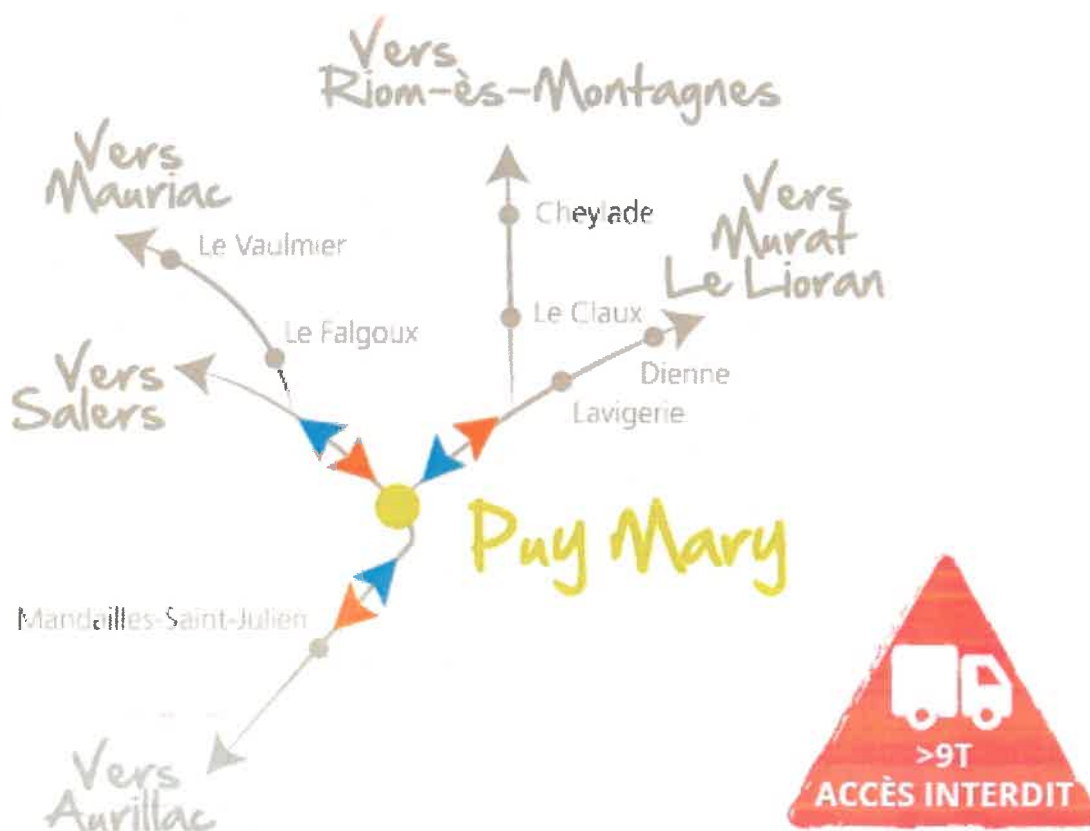 Vers
Riom-ès-Montagnes
Vers
Mauriac
Vers
Murat
Le Lioran
Cheylade
Le Vaulmier
Le Claux
Le Falgoux
Dienne
Lavigerie
Vers
Salers
Puy Mary
Mandailles-Saint-Julien
Vers
Aurillac
>9T
ACCÈS INTERDIT